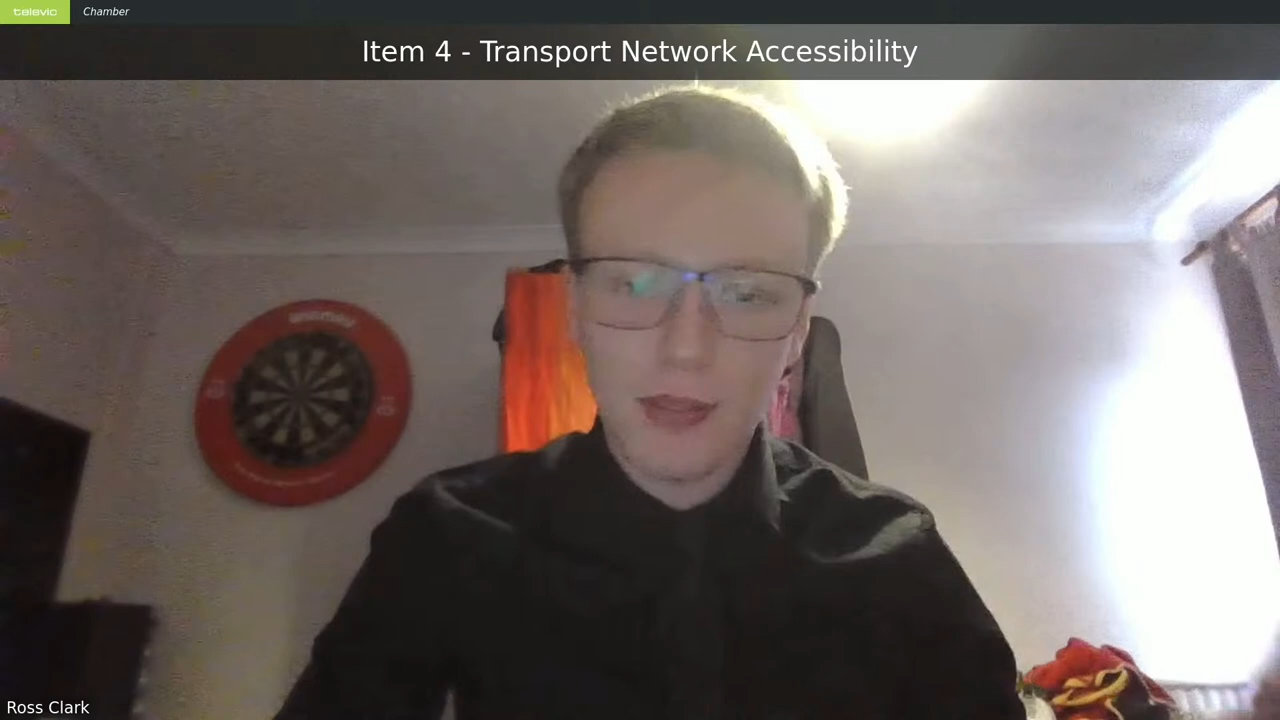 televic
Chamber
Item 4 - Transport Network Accessibility
Ross Clark